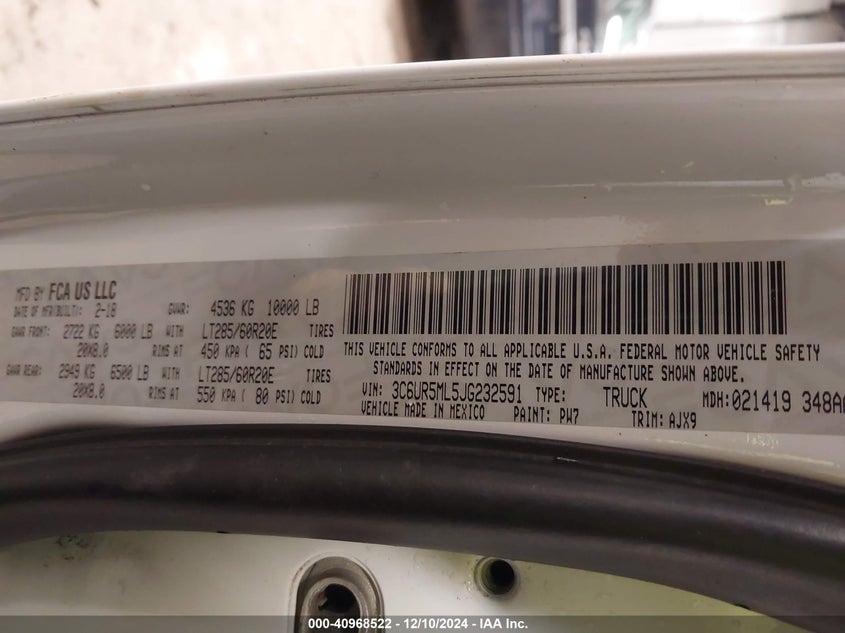 MFD BY FCA US LLC
DATE OF MFR(BUILT): 2-18 GVWR: 4536 KG 10000 LB
GAWR FRONT: 2722 KG 6000 LB WITH LT285/60R20E TIRES
20X8.0 RIMS AT 450 KPA ( 65 PSI) COLD
GAWR REAR: 2949 KG 6500 LB WITH LT285/60R20E TIRES
20X8.0 RIMS AT 550 KPA ( 80 PSI) COLD
THIS VEHICLE CONFORMS TO ALL APPLICABLE U.S.A. FEDERAL MOTOR VEHICLE SAFETY
STANDARDS IN EFFECT ON THE DATE OF MANUFACTURE SHOWN ABOVE.
VIN: 3C6UR5ML5JG232591 TYPE: TRUCK MDH: 021419 348AA
VEHICLE MADE IN MEXICO PAINT: PW7 TRIM: AJX9
000-40968522 - 12/10/2024 - IAA Inc.